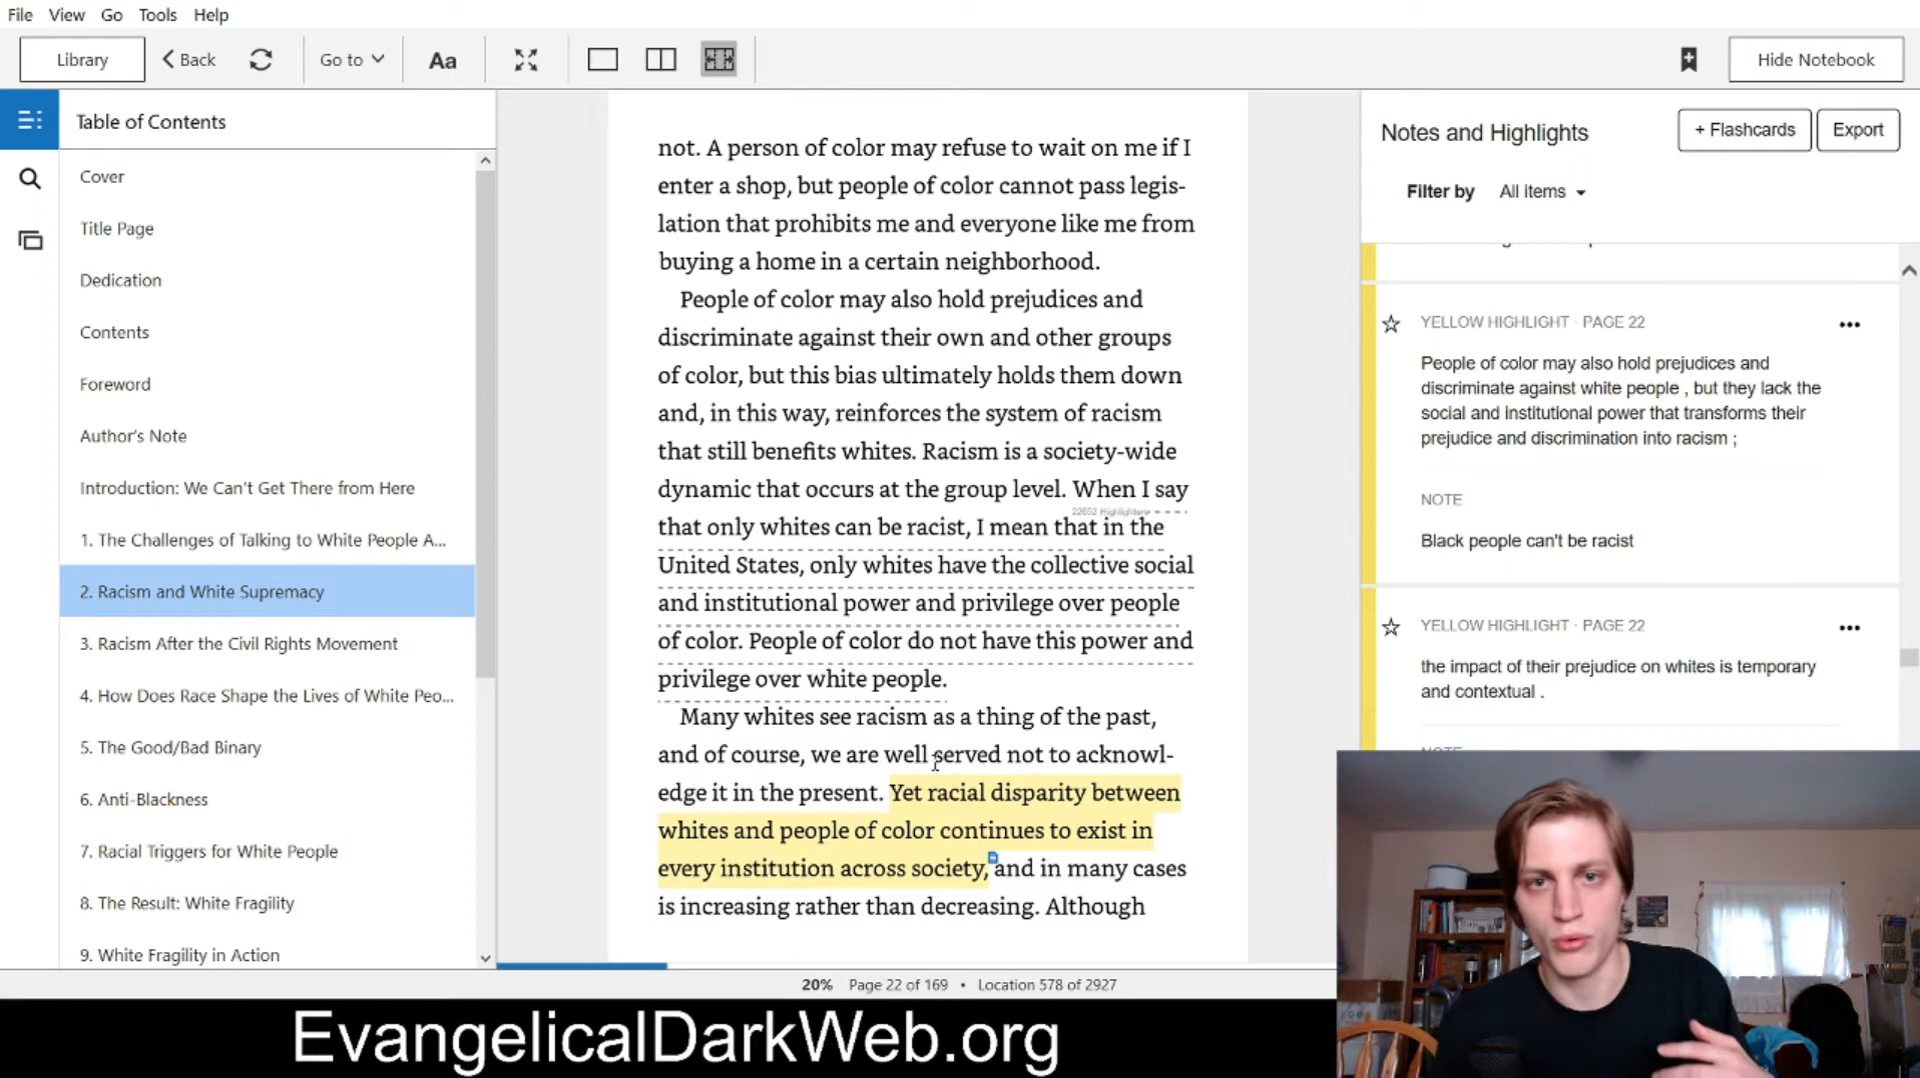 File View Go Tools Help
Library Back Go to Aa Hide Notebook
Table of Contents
Cover
Title Page
Dedication
Contents
Foreword
Author's Note
Introduction: We Can't Get There from Here
1. The Challenges of Talking to White People A...
2. Racism and White Supremacy
3. Racism After the Civil Rights Movement
4. How Does Race Shape the Lives of White Peo...
5. The Good/Bad Binary
6. Anti-Blackness
7. Racial Triggers for White People
8. The Result: White Fragility
9. White Fragility in Action
not. A person of color may refuse to wait on me if I
enter a shop, but people of color cannot pass legis-
lation that prohibits me and everyone like me from
buying a home in a certain neighborhood.
People of color may also hold prejudices and
discriminate against their own and other groups
of color, but this bias ultimately holds them down
and, in this way, reinforces the system of racism
that still benefits whites. Racism is a society-wide
dynamic that occurs at the group level. When I say
22652 Highlighters
that only whites can be racist, I mean that in the
United States, only whites have the collective social
and institutional power and privilege over people
of color. People of color do not have this power and
privilege over white people.
Many whites see racism as a thing of the past,
and of course, we are well served not to acknowl-
edge it in the present. Yet racial disparity between
whites and people of color continues to exist in
every institution across society, and in many cases
is increasing rather than decreasing. Although
20% Page 22 of 169 • Location 578 of 2927
Notes and Highlights
+ Flashcards
Export
Filter by All items
YELLOW HIGHLIGHT · PAGE 22
People of color may also hold prejudices and
discriminate against white people , but they lack the
social and institutional power that transforms their
prejudice and discrimination into racism ;
NOTE
Black people can't be racist
YELLOW HIGHLIGHT · PAGE 22
the impact of their prejudice on whites is temporary
and contextual .
EvangelicalDarkWeb.org